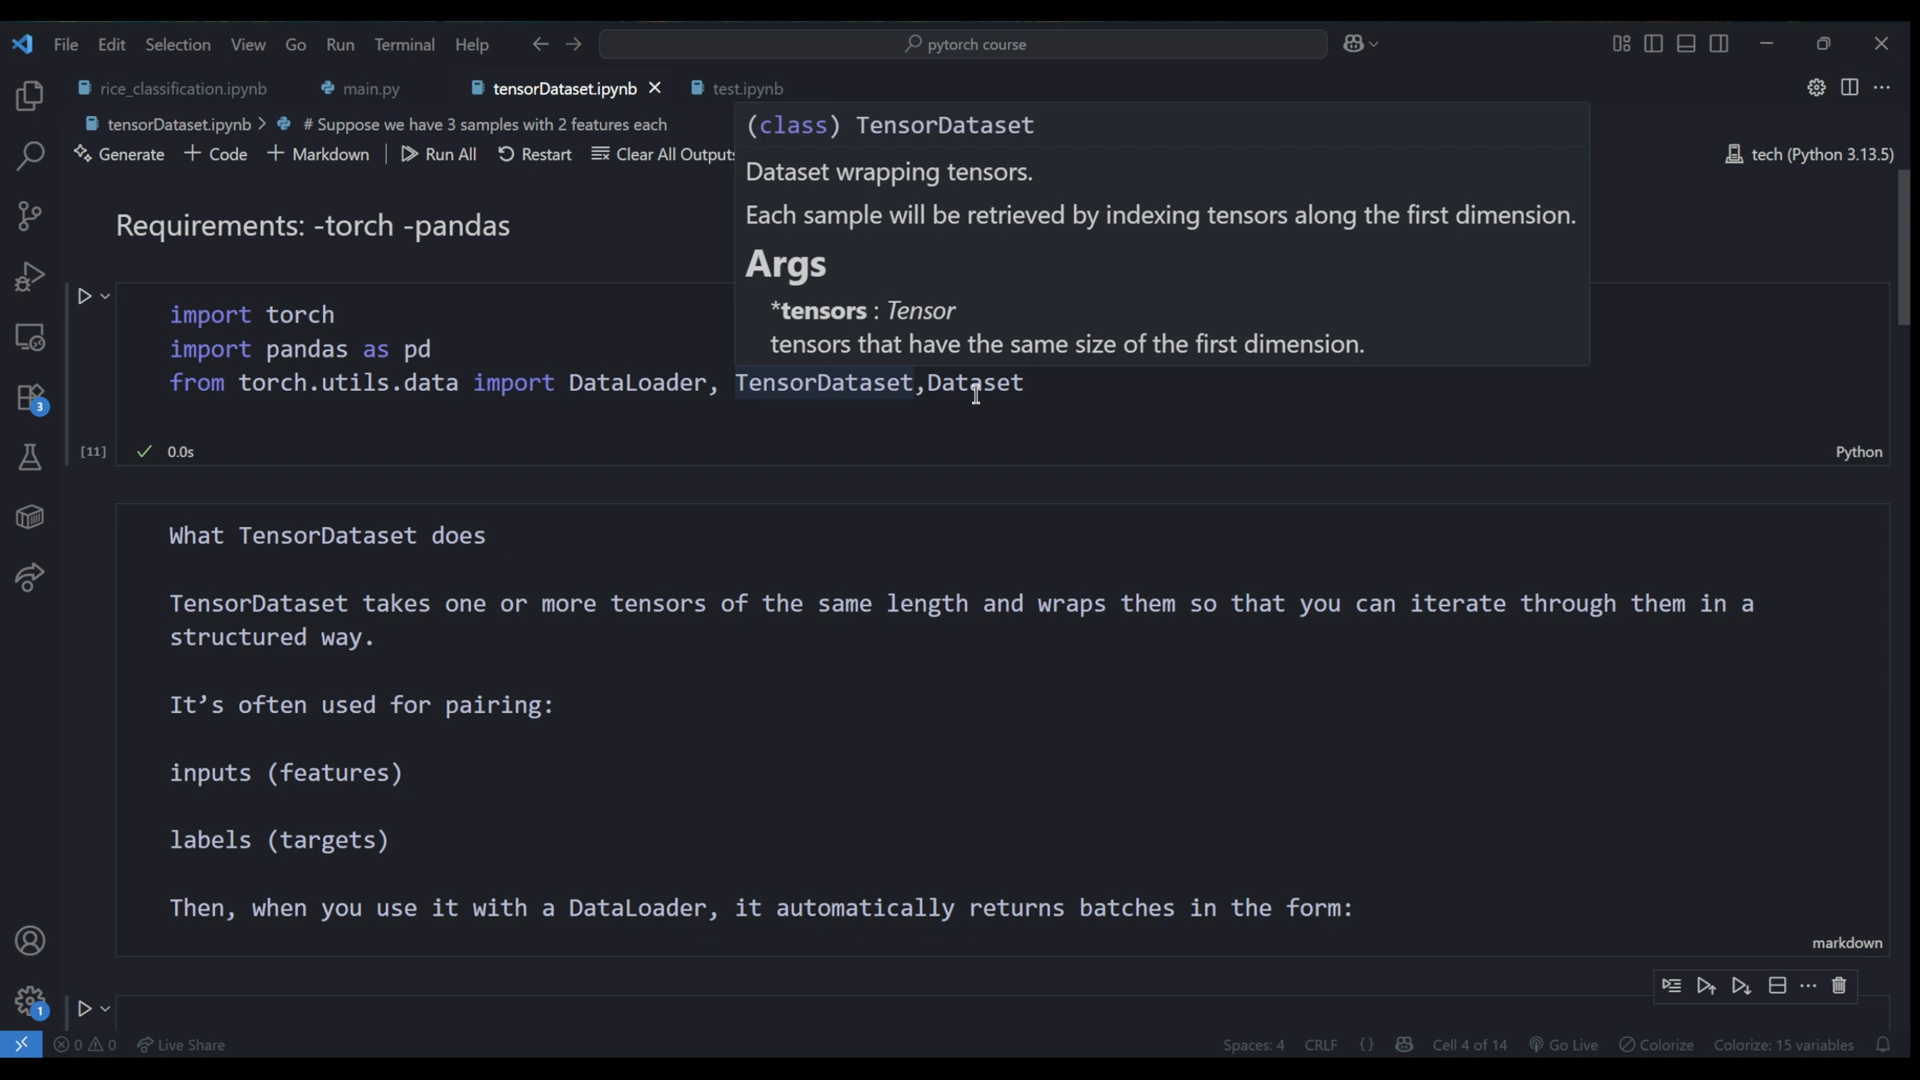 File Edit Selection View Go Run Terminal Help pytorch course
rice_classification.ipynb main.py tensorDataset.ipynb test.ipynb
tensorDataset.ipynb > # Suppose we have 3 samples with 2 features each
Generate + Code + Markdown Run All Restart Clear All Outputs tech (Python 3.13.5)
(class) TensorDataset
Dataset wrapping tensors.
Each sample will be retrieved by indexing tensors along the first dimension.
Args
*tensors : Tensor
tensors that have the same size of the first dimension.
Requirements: -torch -pandas
import torch
import pandas as pd
from torch.utils.data import DataLoader, TensorDataset,Dataset
[11] 0.0s Python
3
What TensorDataset does
TensorDataset takes one or more tensors of the same length and wraps them so that you can iterate through them in a
structured way.
It’s often used for pairing:
inputs (features)
labels (targets)
Then, when you use it with a DataLoader, it automatically returns batches in the form:
markdown
1
0 0 Live Share Spaces: 4 CRLF {} Cell 4 of 14 Go Live Colorize Colorize: 15 variables